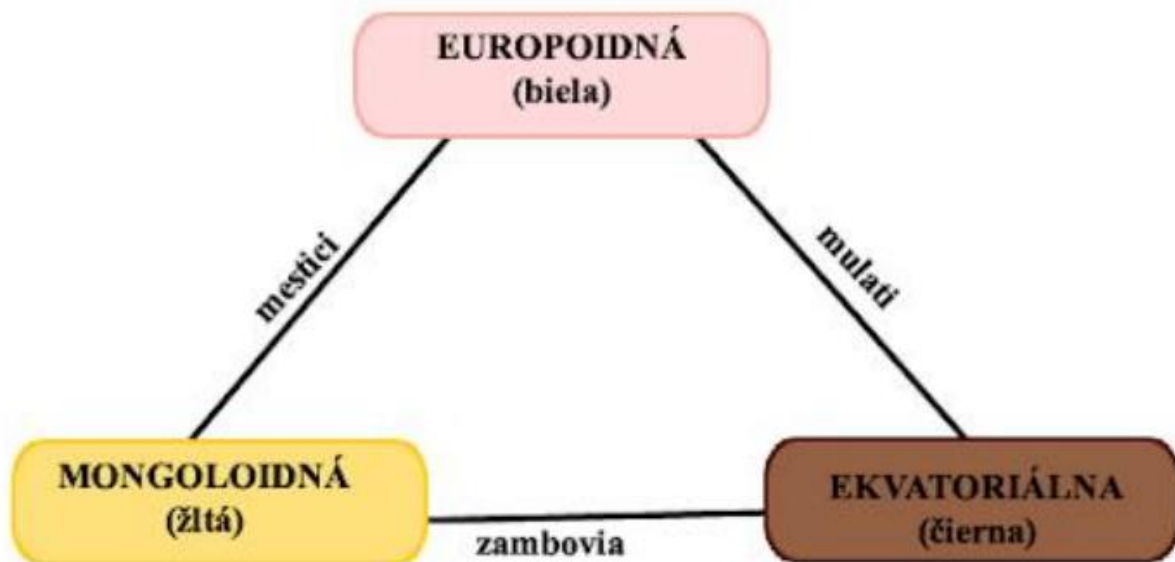 EUROPOIDNÁ
(biela)
mestici
mulati
MONGOLOIDNÁ
(žltá)
EKVATORIÁLNA
(čierna)
zambovia